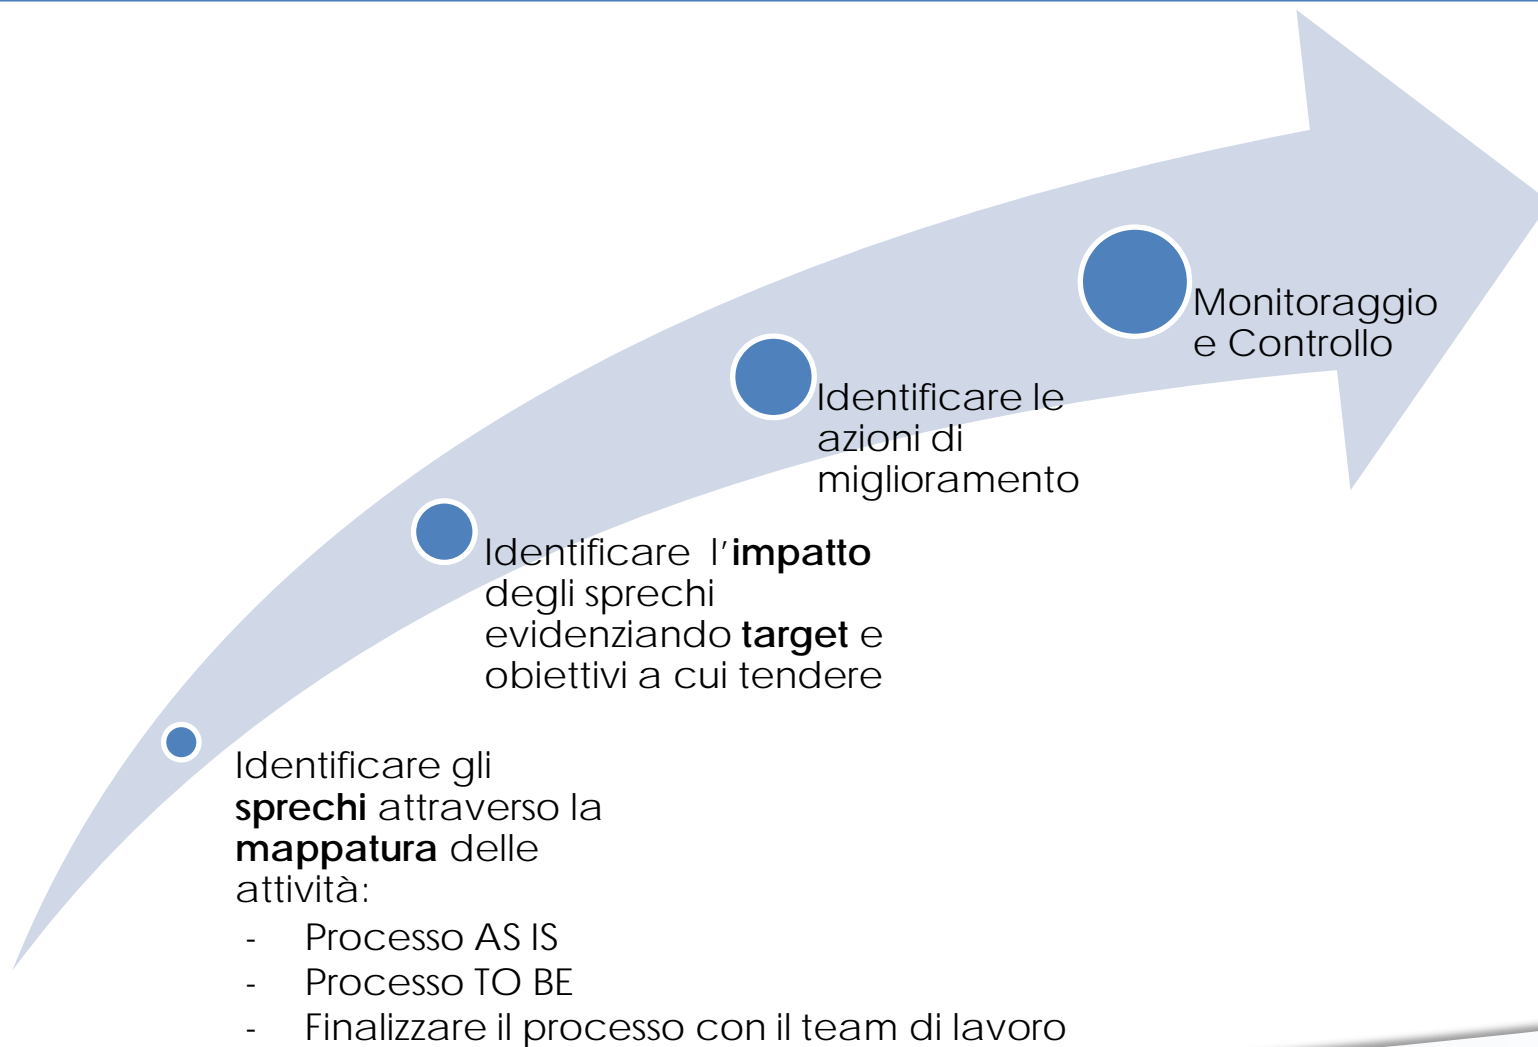 Monitoraggio
e Controllo
Identificare le
azioni di
miglioramento
Identificare l'impatto
degli sprechi
evidenziando target e
obiettivi a cui tendere
Identificare gli
sprechi attraverso la
mappatura delle
attività:
- Processo AS IS
- Processo TO BE
- Finalizzare il processo con il team di lavoro